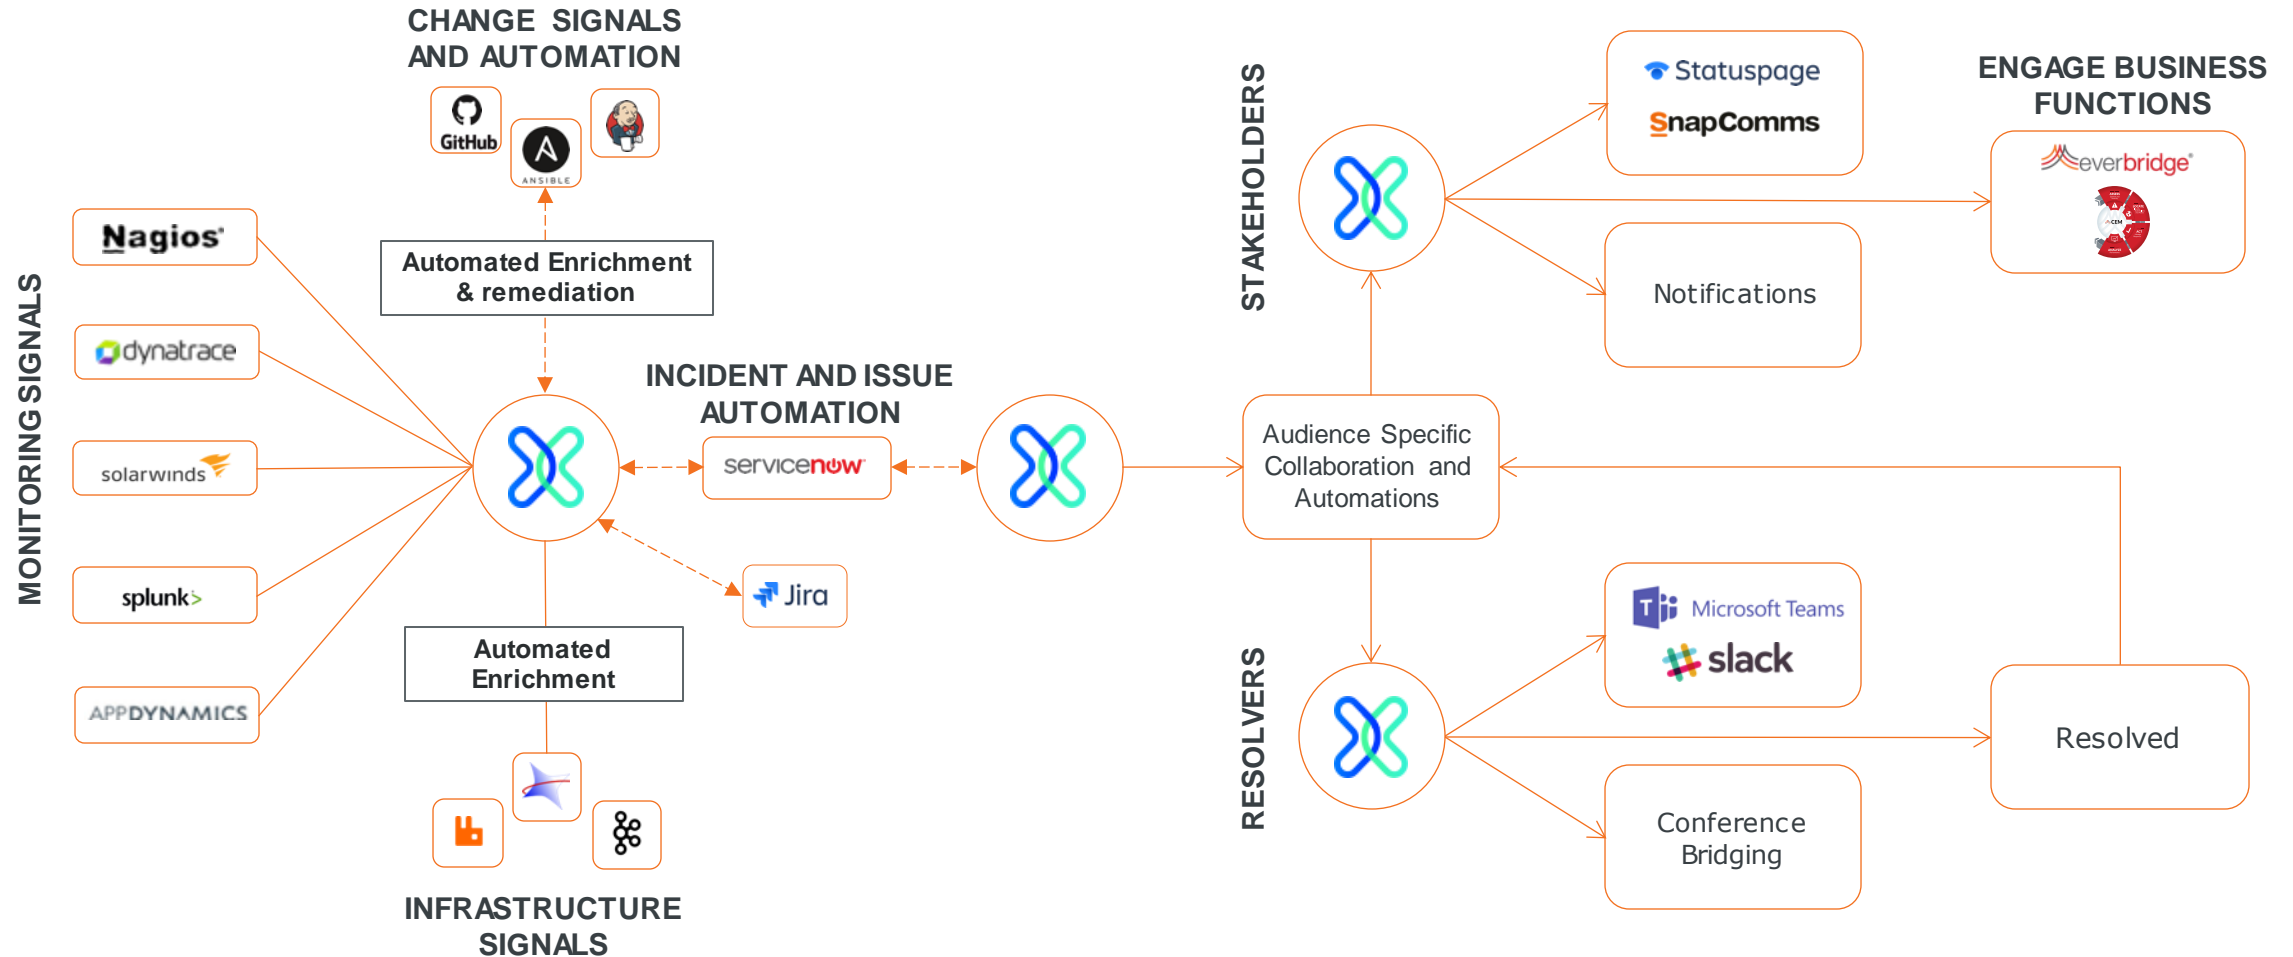 CHANGE SIGNALS
AND AUTOMATION
GitHub
ANSIBLE
MONITORING SIGNALS
Nagios
dynatrace
solarwinds
splunk>
APPDYNAMICS
Automated Enrichment
& remediation
INCIDENT AND ISSUE
AUTOMATION
servicenow
Jira
Automated
Enrichment
INFRASTRUCTURE
SIGNALS
Audience Specific
Collaboration and
Automations
STAKEHOLDERS
Statuspage
SnapComms
Notifications
ENGAGE BUSINESS
FUNCTIONS
everbridge
CEM
RESOLVERS
Microsoft Teams
slack
Conference
Bridging
Resolved